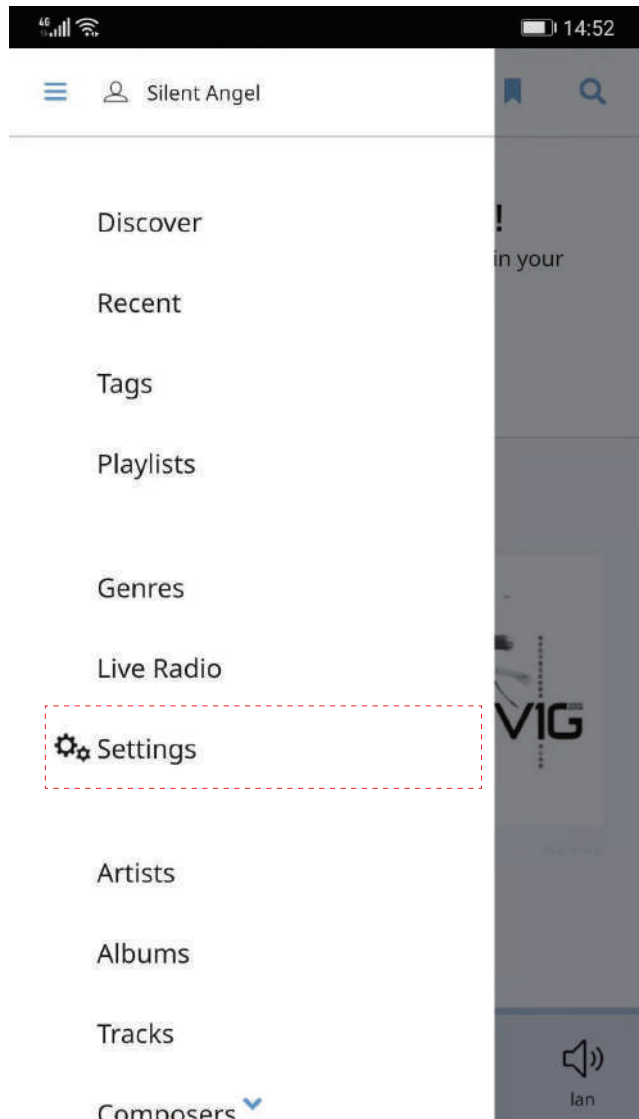 4G 14:52
Silent Angel
Discover
!
in your
Recent
Tags
Playlists
Genres
Live Radio
V1G
Settings
Artists
Albums
Tracks
lan
Composers